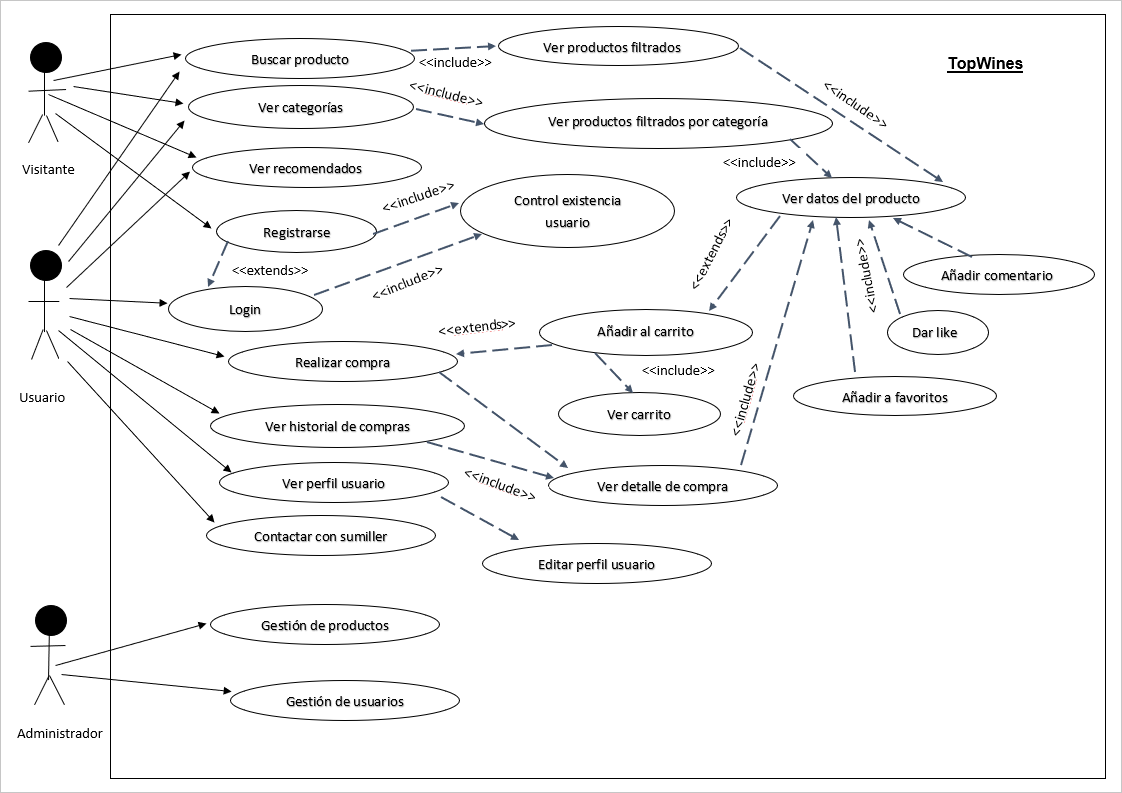 TopWines
Buscar producto
<<include>>
Ver productos filtrados
<<include>>
Ver categorías
<<include>>
Ver productos filtrados por categoría
<<include>>
Visitante
Ver recomendados
Ver datos del producto
<<include>>
Control existencia
usuario
Registrarse
<<extends>>
<<include>>
<<extends>>
<<include>>
Añadir comentario
Login
Usuario
<<extends>>
Añadir al carrito
Dar like
Realizar compra
<<include>>
<<include>>
Añadir a favoritos
Ver historial de compras
Ver carrito
Ver perfil usuario
<<include>>
Ver detalle de compra
Contactar con sumiller
Editar perfil usuario
Gestión de productos
Gestión de usuarios
Administrador